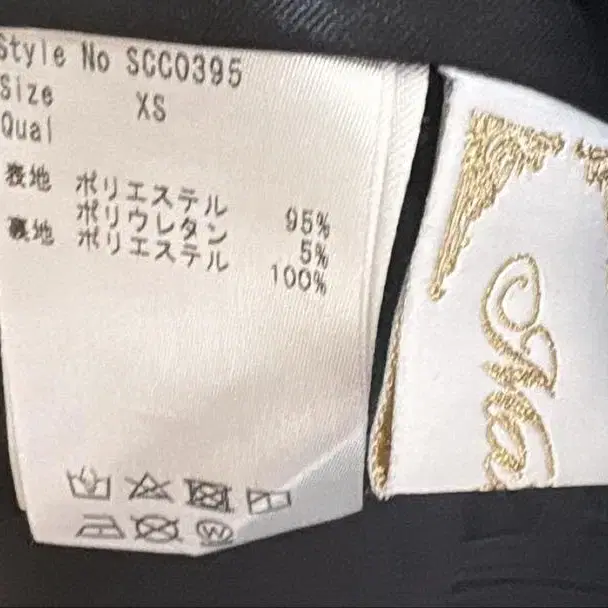 Style No SCC0395
Size XS
Qual
表地 ポリエステル 95%
ポリウレタン 5%
裏地 ポリエステル 100%